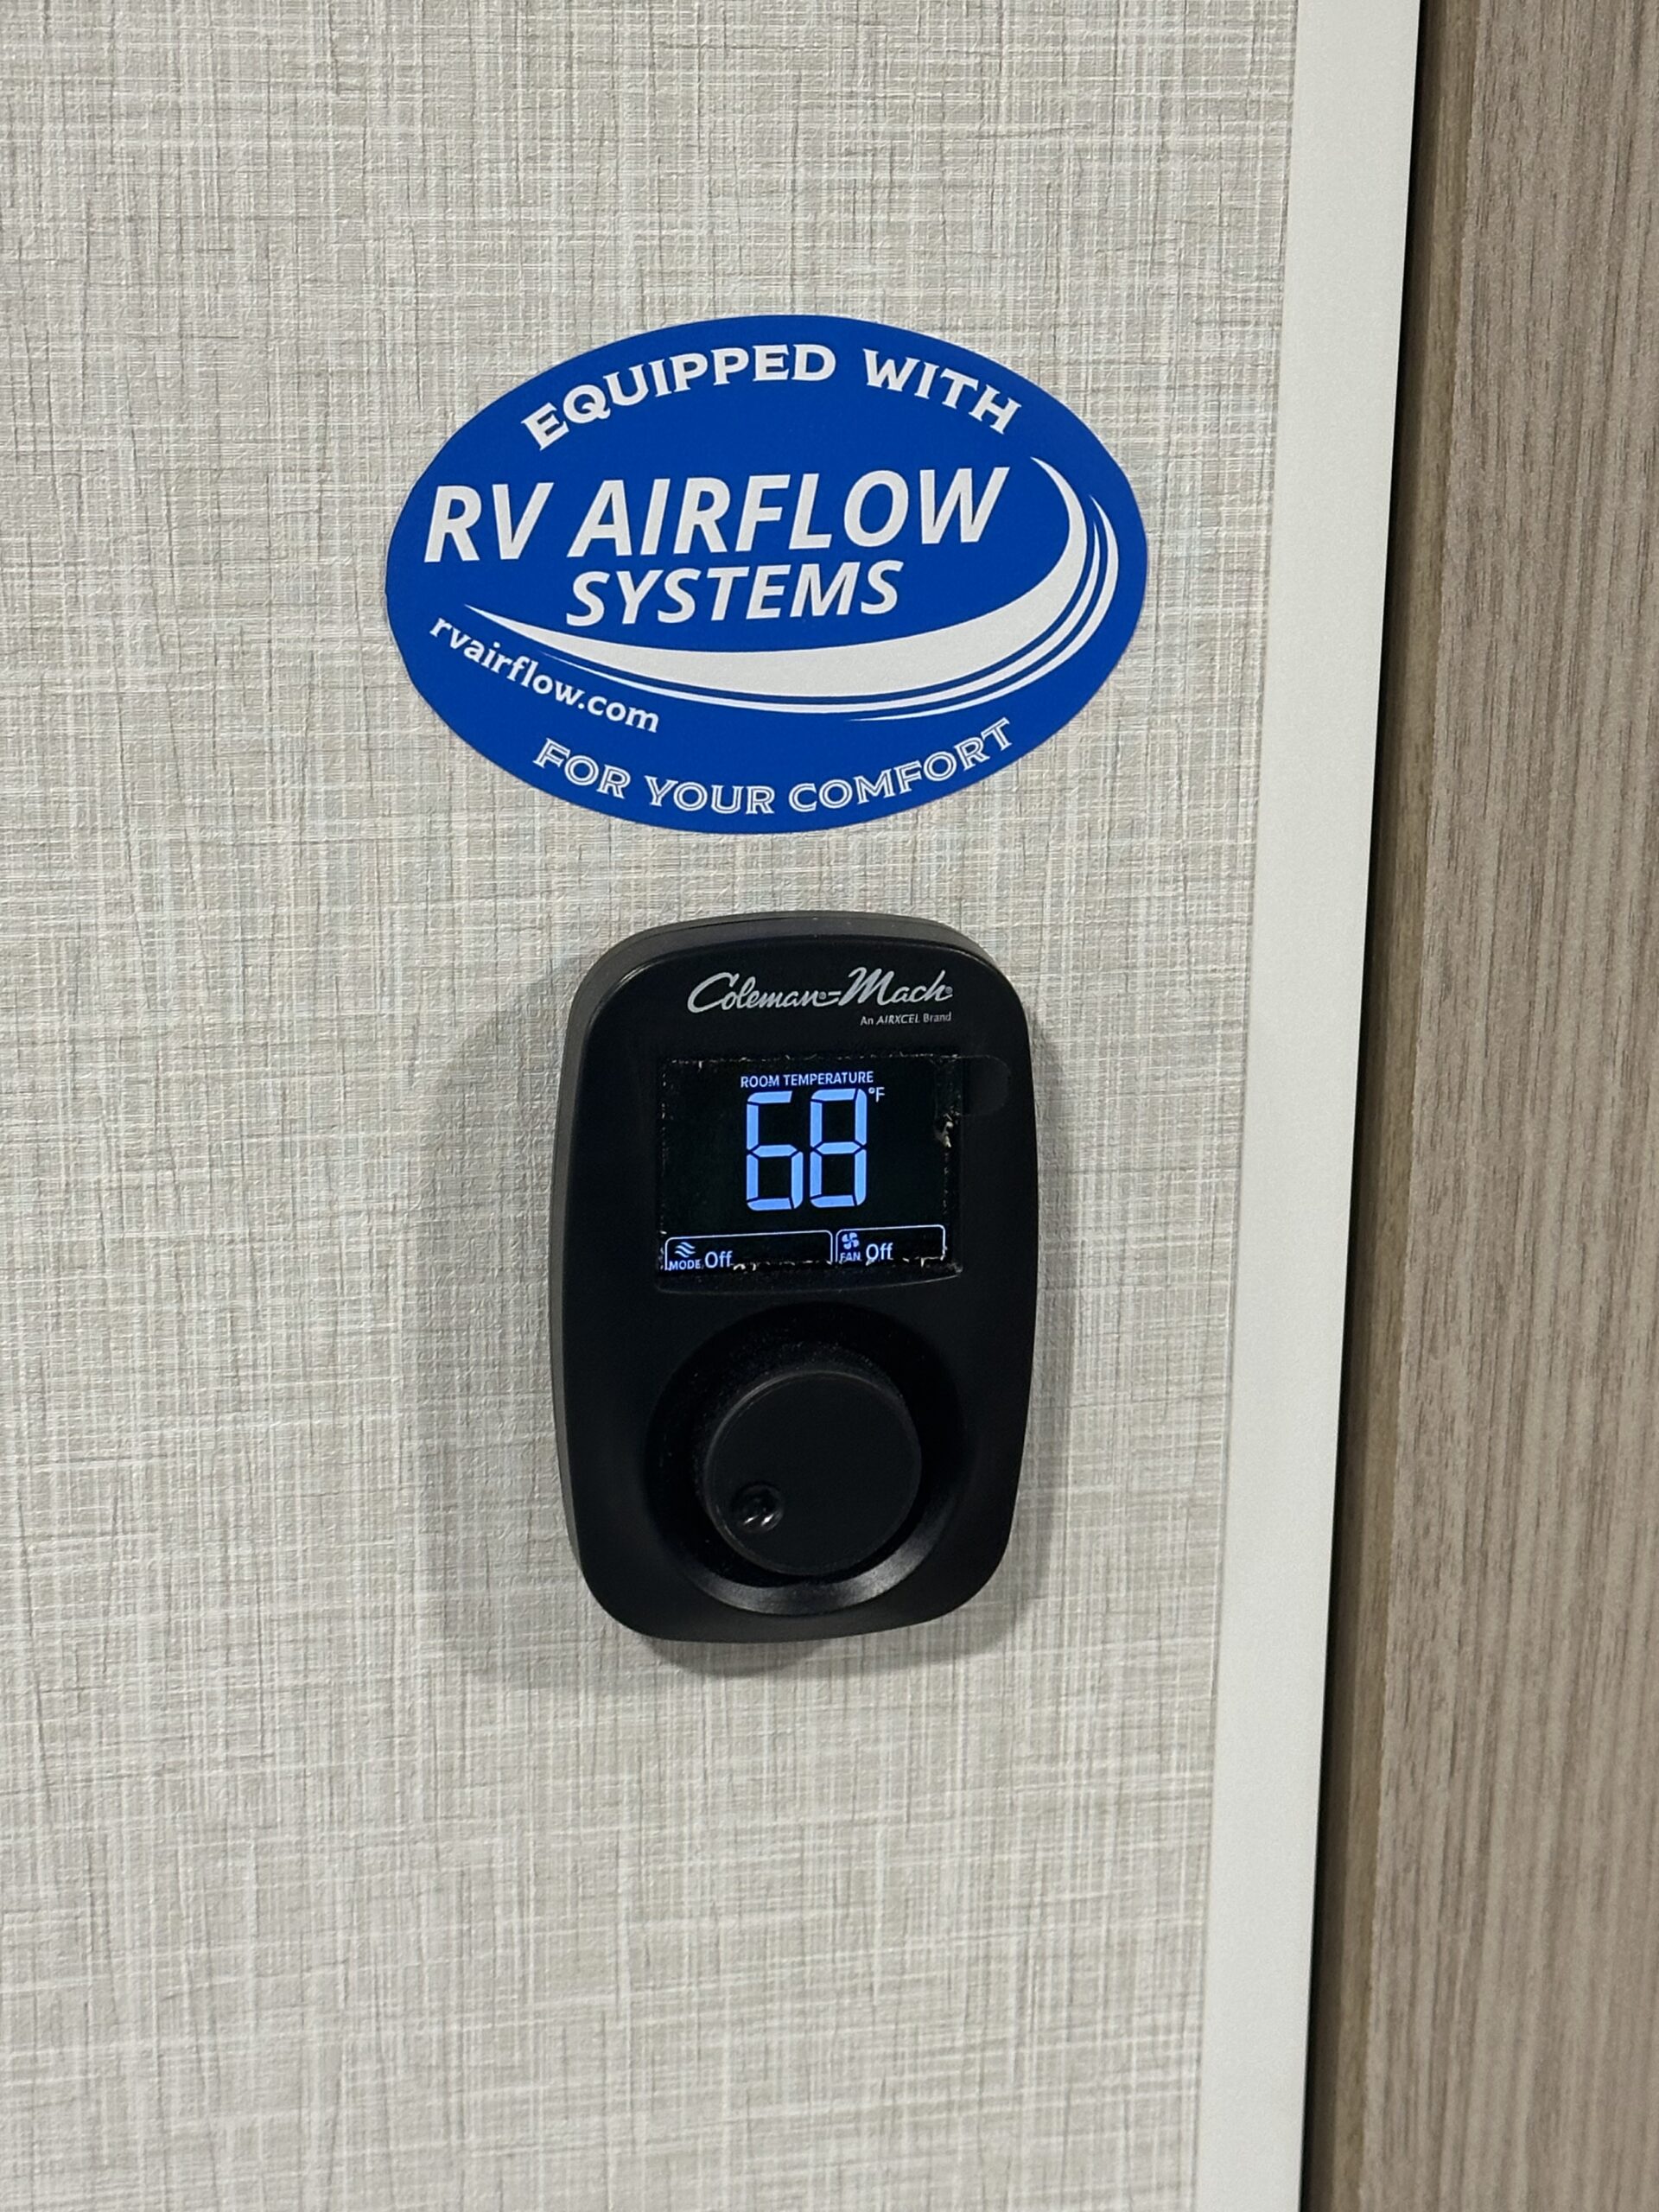 EQUIPPED WITH
RV AIRFLOW
SYSTEMS
rvairflow.com
FOR YOUR COMFORT
Coleman®-Mach®
An AIRXCEL Brand
ROOM TEMPERATURE
68°F
MODE Off
FAN Off